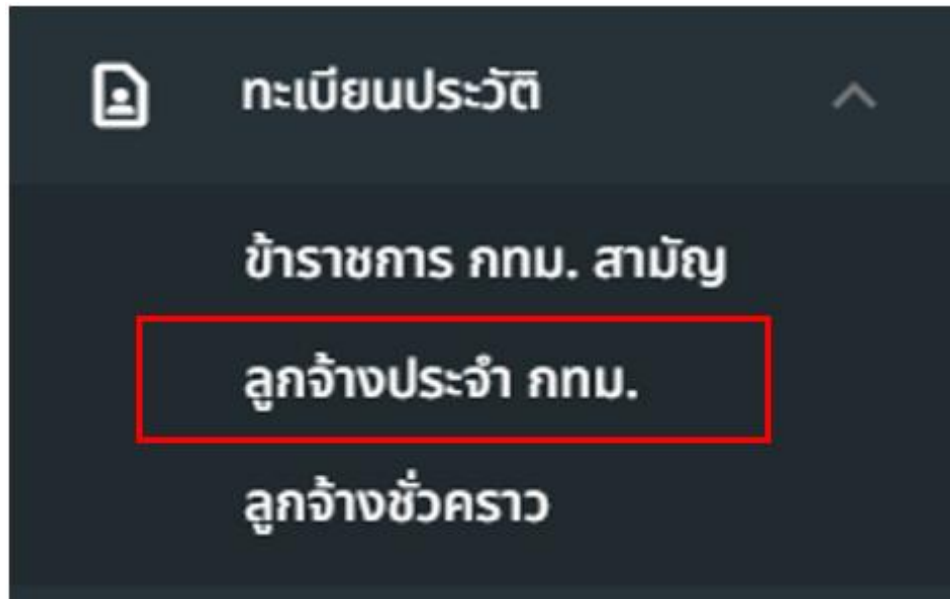 ทะเบียนประวัติ
ข้าราชการ กทม. สามัญ
ลูกจ้างประจำ กทม.
ลูกจ้างชั่วคราว